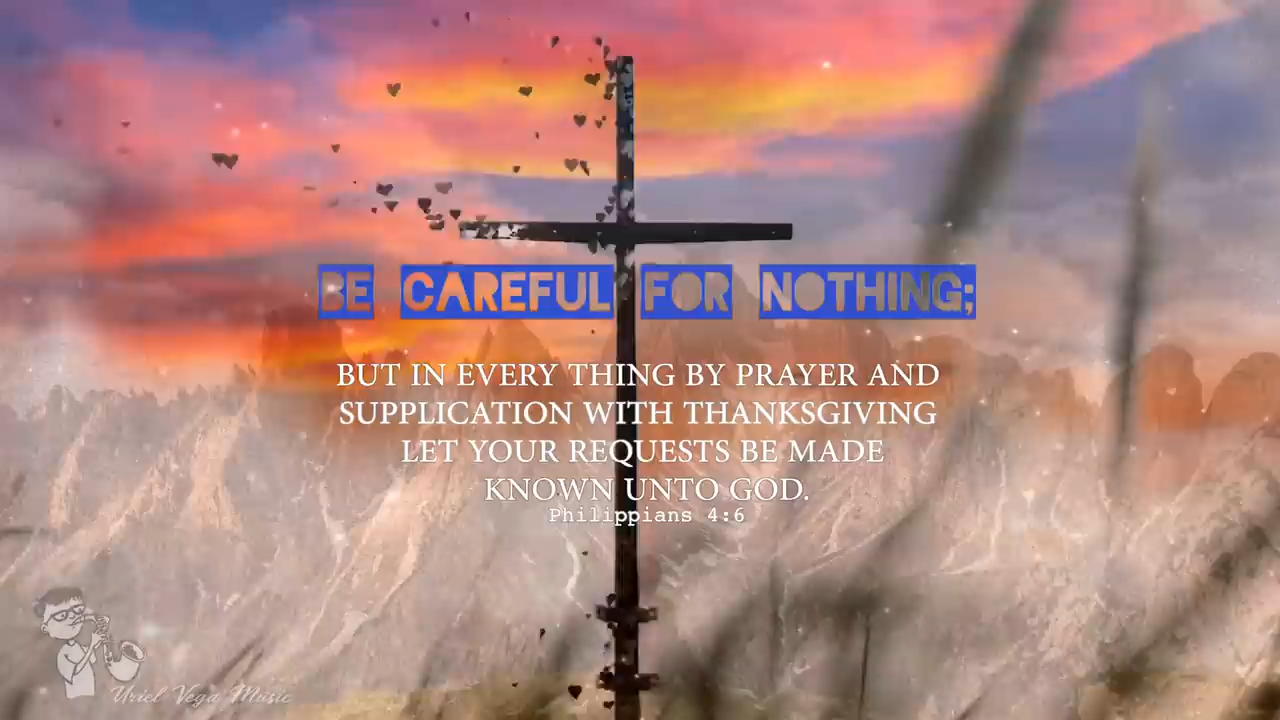 BE CAREFUL FOR NOTHING;
BUT IN EVERY THING BY PRAYER AND
SUPPLICATION WITH THANKSGIVING
LET YOUR REQUESTS BE MADE
KNOWN UNTO GOD.
Philippians 4:6
Uriel Vega Music